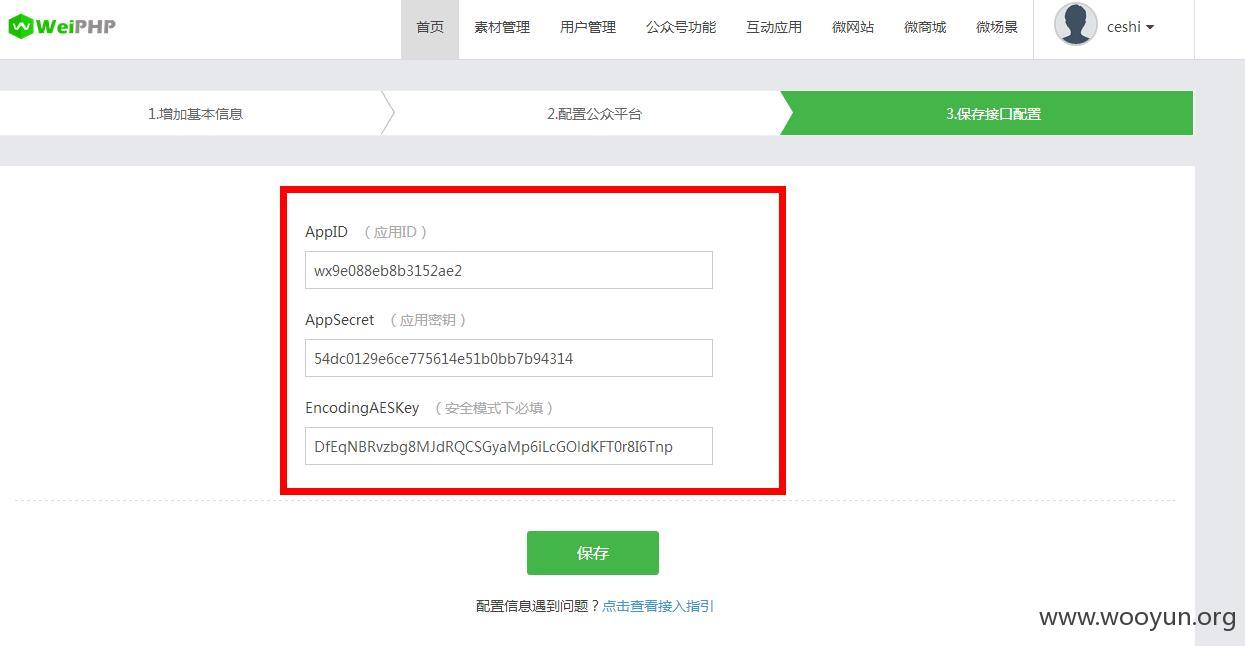 WeiPHP
首页 素材管理 用户管理 公众号功能 互动应用 微网站 微商城 微场景 ceshi
1.增加基本信息 2.配置公众平台 3.保存接口配置
AppID （应用ID）
wx9e088eb8b3152ae2
AppSecret （应用密钥）
54dc0129e6ce775614e51b0bb7b94314
EncodingAESKey （安全模式下必填）
DfEqNBRvzbg8MJdRQCSGyaMp6iLcGOldKFT0r8I6Tnp
保存
配置信息遇到问题？点击查看接入指引
www.wooyun.org